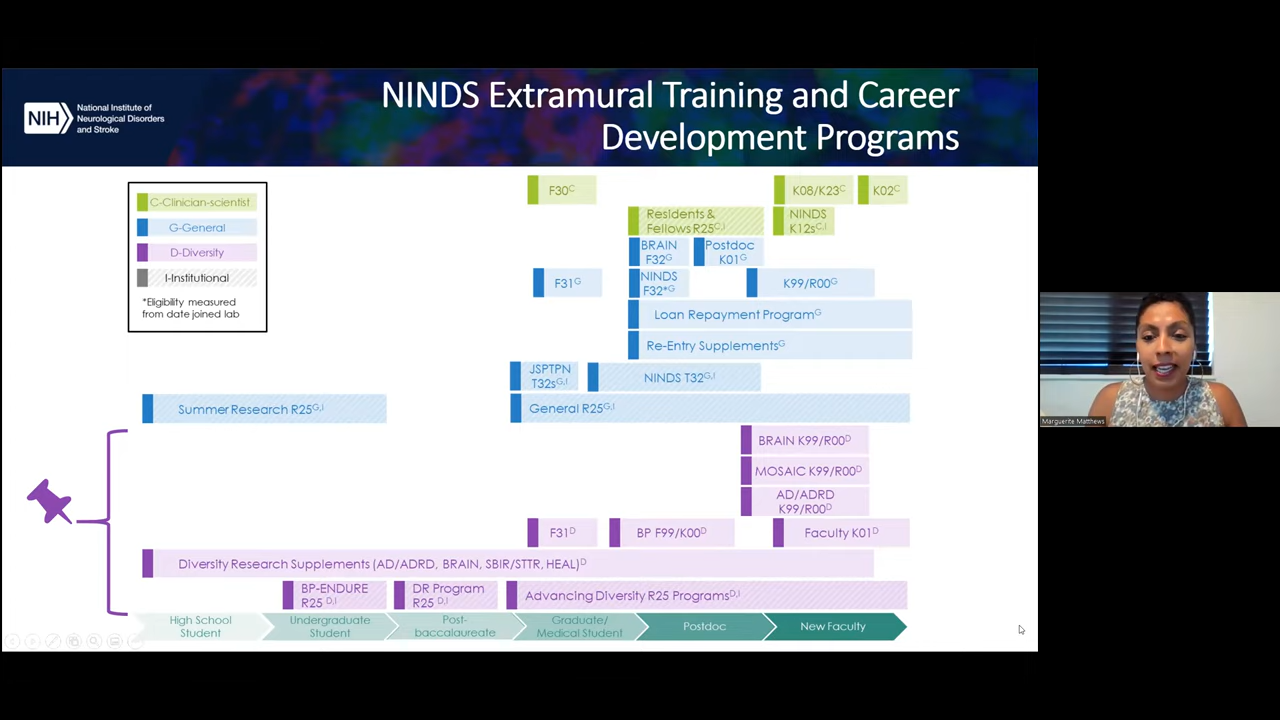 NINDS Extramural Training and Career
Development Programs
NIH
National Institute of
Neurological Disorders
and Stroke
C-Clinician-scientist
G-General
D-Diversity
I-Institutional
*Eligibility measured
from date joined lab
F30C
K08/K23C
K02C
Residents &
Fellows R25C,I
NINDS
K12sC,I
BRAIN
F32G
Postdoc
K01G
F31G
NINDS
F32*G
K99/R00G
Loan Repayment ProgramG
Re-Entry SupplementsG
JSPTPN
T32sG,I
NINDS T32G,I
Summer Research R25G,I
General R25G,I
BRAIN K99/R00D
MOSAIC K99/R00D
AD/ADRD
K99/R00D
F31D
BP F99/K00D
Faculty K01D
Diversity Research Supplements (AD/ADRD, BRAIN, SBIR/STTR, HEAL)D
BP-ENDURE
R25 D,I
DR Program
R25 D,I
Advancing Diversity R25 ProgramsD,I
High School
Student
Undergraduate
Student
Post-
baccalaureate
Graduate/
Medical Student
Postdoc
New Faculty
Marguerite Matthews